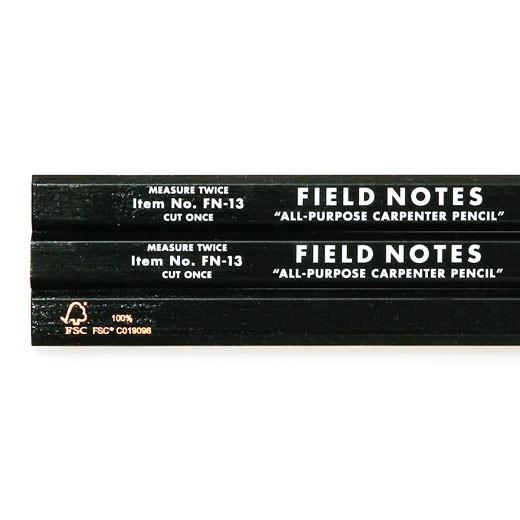 MEASURE TWICE
Item No. FN-13
CUT ONCE
FIELD NOTES
“ALL-PURPOSE CARPENTER PENCIL”
MEASURE TWICE
Item No. FN-13
CUT ONCE
FIELD NOTES
“ALL-PURPOSE CARPENTER PENCIL”
100%
FSC FSC® C019098